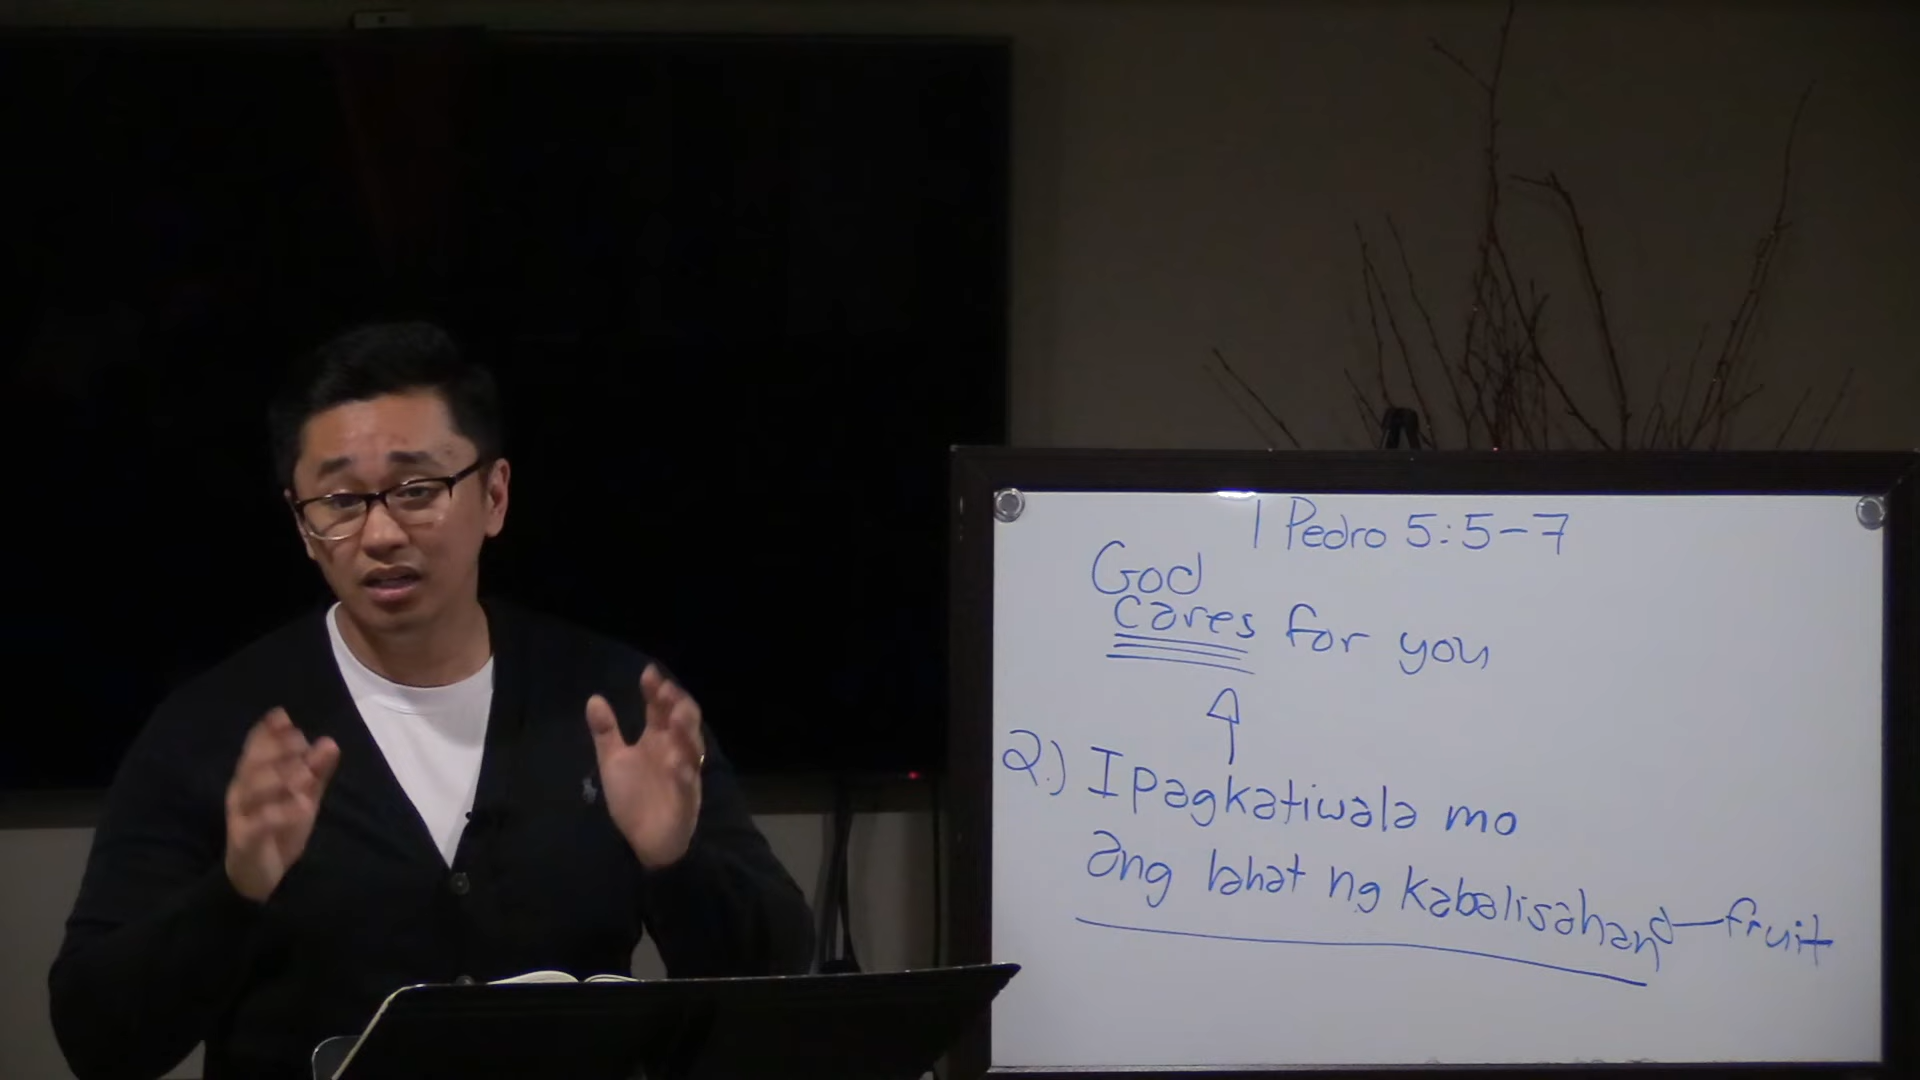 1 Pedro 5:5-7
God
cares for you
2.) Ipagkatiwala mo
ang lahat ng kabalisahan - fruit